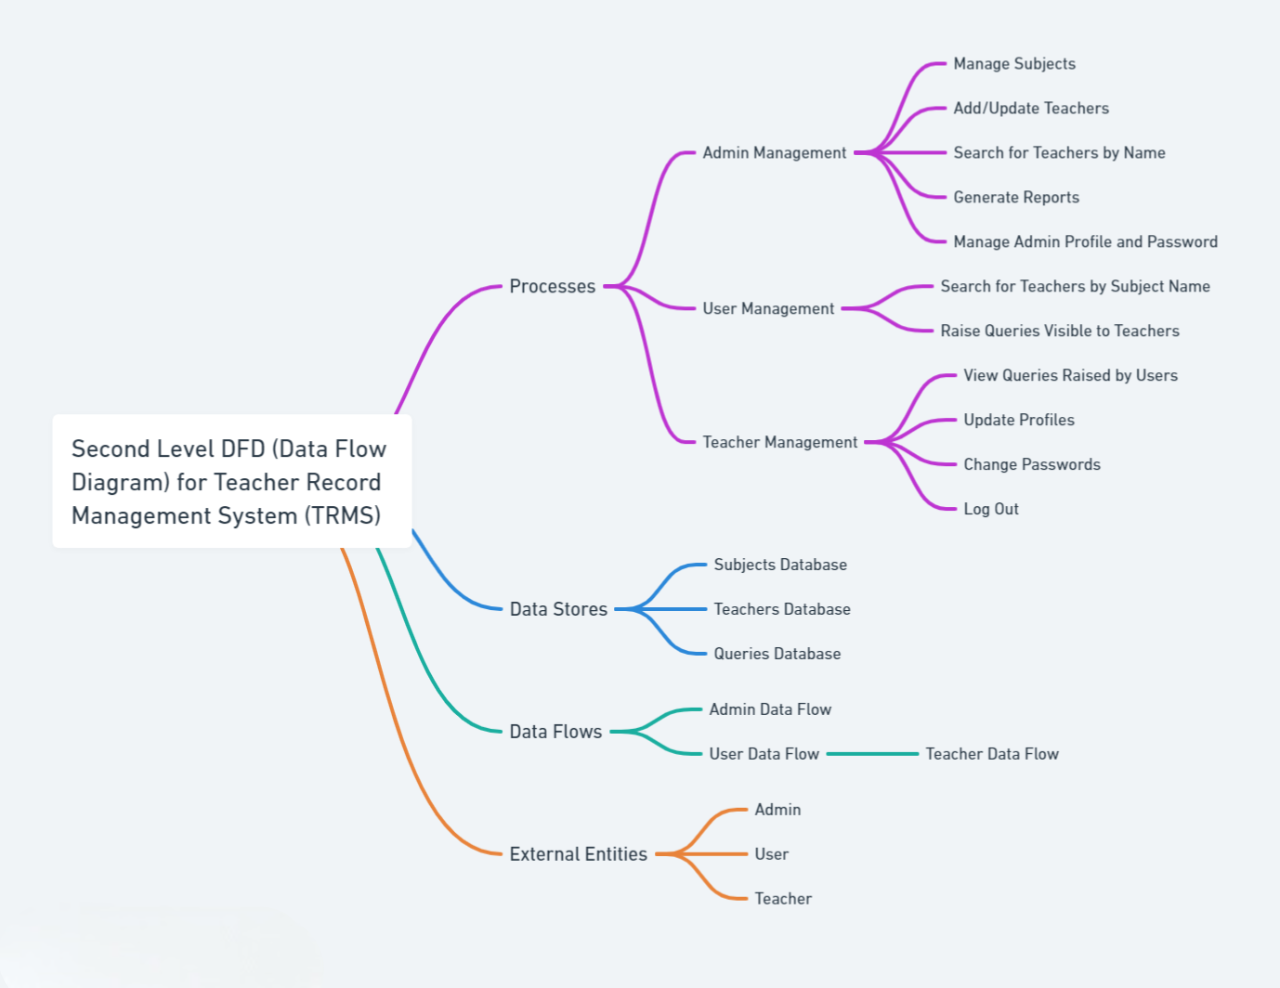 Second Level DFD (Data Flow
Diagram) for Teacher Record
Management System (TRMS)
Processes
Admin Management
Manage Subjects
Add/Update Teachers
Search for Teachers by Name
Generate Reports
Manage Admin Profile and Password
User Management
Search for Teachers by Subject Name
Raise Queries Visible to Teachers
Teacher Management
View Queries Raised by Users
Update Profiles
Change Passwords
Log Out
Data Stores
Subjects Database
Teachers Database
Queries Database
Data Flows
Admin Data Flow
User Data Flow
Teacher Data Flow
External Entities
Admin
User
Teacher